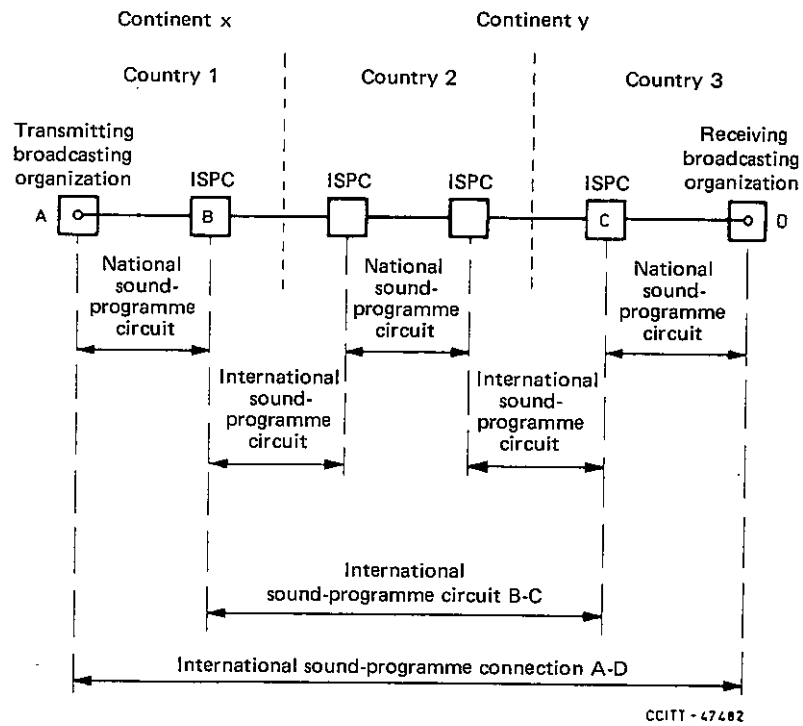 Continent x
Continent y
Country 1
Country 2
Country 3
Transmitting
broadcasting
organization
Receiving
broadcasting
organization
ISPC
ISPC
ISPC
ISPC
A
B
C
D
National
sound-
programme
circuit
National
sound-
programme
circuit
National
sound-
programme
circuit
International
sound-
programme
circuit
International
sound-
programme
circuit
International
sound-programme circuit B-C
International sound-programme connection A-D
CCITT - 47482